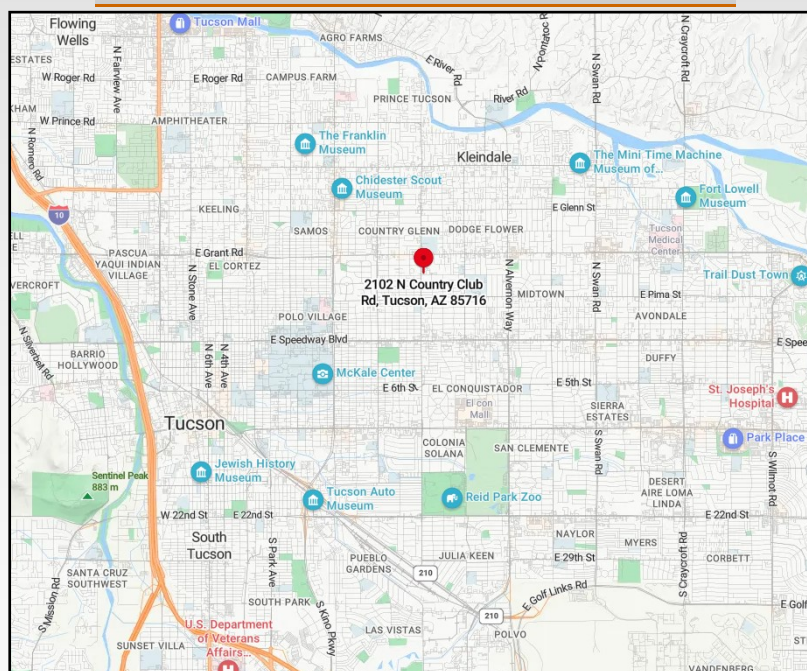 Flowing
Wells
Tucson Mall
AGRO FARMS
N Pontatoc R
E River
Rd
N Swan Rd
N Craycroft Rd
ESTATES
W Roger Rd
N Fairview Ave
E Roger Rd
CAMPUS FARM
PRINCE TUCSON
River Rd
KHAM
W Prince Rd
AMPHITHEATER
N Romero Rd
The Franklin
Museum
Kleindale
The Mini Time Machine
Museum of...
Chidester Scout
Museum
Fort Lowell
Museum
10
KEELING
E Glenn St
SAMOS
COUNTRY GLENN
DODGE FLOWER
Tucson
Medical
Center
ELL
E
PASCUA
YAQUI INDIAN
VILLAGE
E Grant Rd
EL CORTEZ
N Stone Ave
2102 N Country Club
Rd, Tucson, AZ 85716
N Alvernon Way
MIDTOWN
N Swan Rd
E Pima St
Trail Dust Town
VERCROFT
AVONDALE
POLO VILLAGE
N Silverbell Rd
BARRIO
HOLLYWOOD
N 6th Ave
N 4th Ave
E Speedway Blvd
E Spee
DUFFY
McKale Center
E 6th S
EL CONQUISTADOR
E 5th St
St. Joseph's
Hospital
El con
Mall
SIERRA
ESTATES
Tucson
COLONIA
SOLANA
SAN CLEMENTE
S Swan Rd
Park Place
S Wilmot Rd
Sentinel Peak
883 m
Jewish History
Museum
Tucson Auto
Museum
Reid Park Zoo
DESERT
AIRE LOMA
LINDA
W 22nd St
E 22nd St
E 22nd St
South
Tucson
S Park Ave
NAYLOR
MYERS
S Craycroft Rd
PUEBLO
GARDENS
JULIA KEEN
E 29th St
CORBETT
SANTA CRUZ
SOUTHWEST
210
S Mission Rd
SOUTH PARK
S Kino Pkwy
E Golf Links Rd
E Golf
210
U.S. Department
of Veterans
Affairs...
LAS VISTAS
POLVO
SUNSET VILLA
ST
VANDENBERG